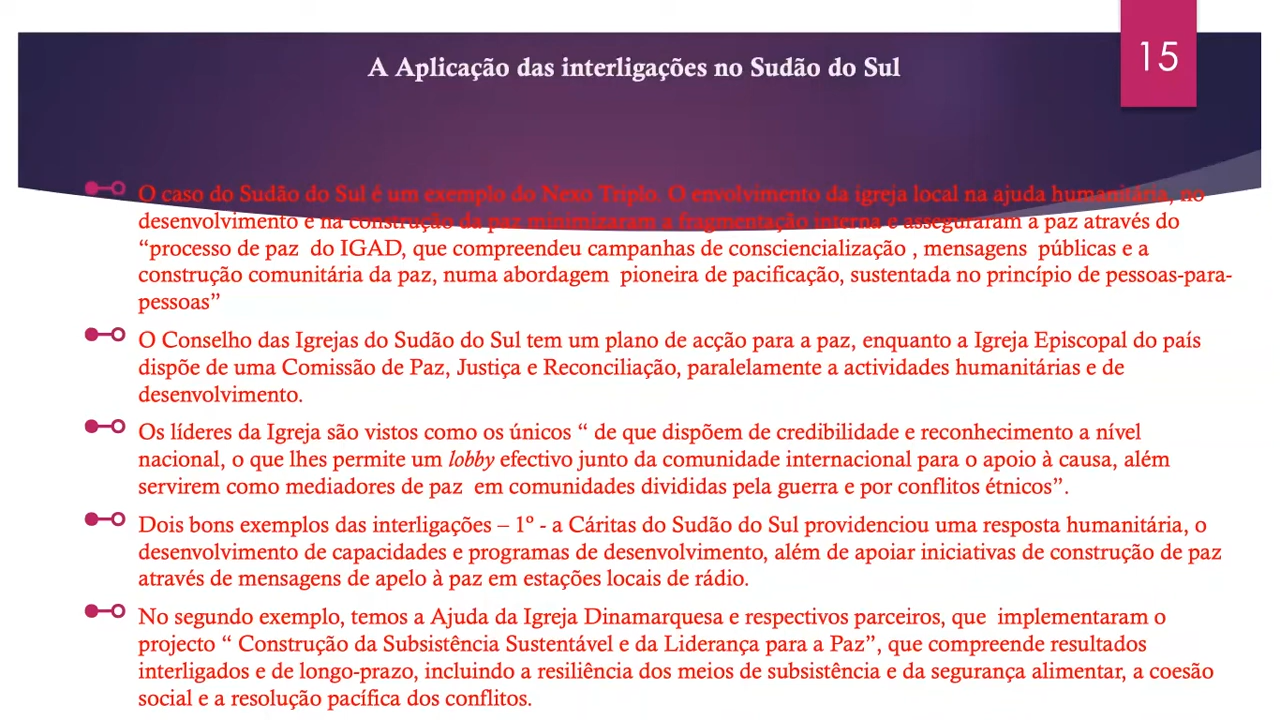 15
A Aplicação das interligações no Sudão do Sul
O caso do Sudão do Sul é um exemplo do Nexo Triplo. O envolvimento da igreja local na ajuda humanitária, no
desenvolvimento e na construção da paz minimizaram a fragmentação interna e asseguraram a paz através do
“processo de paz do IGAD, que compreendeu campanhas de consciencialização , mensagens públicas e a
construção comunitária da paz, numa abordagem pioneira de pacificação, sustentada no princípio de pessoas-para-
pessoas”
O Conselho das Igrejas do Sudão do Sul tem um plano de acção para a paz, enquanto a Igreja Episcopal do país
dispõe de uma Comissão de Paz, Justiça e Reconciliação, paralelamente a actividades humanitárias e de
desenvolvimento.
Os líderes da Igreja são vistos como os únicos “ de que dispõem de credibilidade e reconhecimento a nível
nacional, o que lhes permite um lobby efectivo junto da comunidade internacional para o apoio à causa, além
servirem como mediadores de paz em comunidades divididas pela guerra e por conflitos étnicos”.
Dois bons exemplos das interligações – 1º - a Cáritas do Sudão do Sul providenciou uma resposta humanitária, o
desenvolvimento de capacidades e programas de desenvolvimento, além de apoiar iniciativas de construção de paz
através de mensagens de apelo à paz em estações locais de rádio.
No segundo exemplo, temos a Ajuda da Igreja Dinamarquesa e respectivos parceiros, que implementaram o
projecto “ Construção da Subsistência Sustentável e da Liderança para a Paz”, que compreende resultados
interligados e de longo-prazo, incluindo a resiliência dos meios de subsistência e da segurança alimentar, a coesão
social e a resolução pacífica dos conflitos.